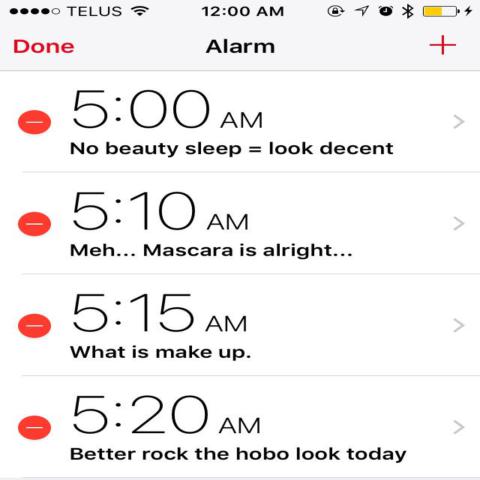 TELUS 12:00 AM
Done Alarm +
5:00 AM
No beauty sleep = look decent
5:10 AM
Meh... Mascara is alright...
5:15 AM
What is make up.
5:20 AM
Better rock the hobo look today